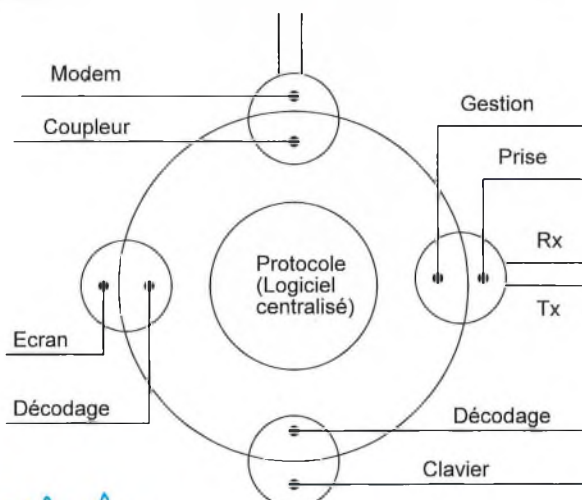 Modem
Coupleur
Gestion
Prise
Protocole
(Logiciel
centralisé)
Rx
Tx
Ecran
Décodage
Décodage
Clavier